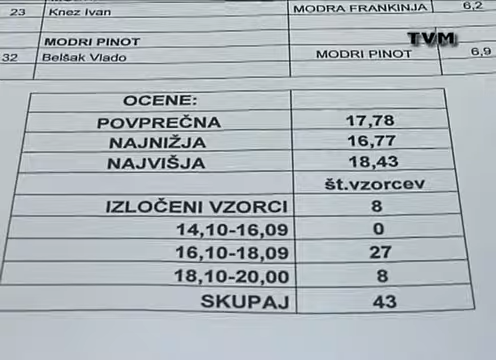 23 Knez Ivan MODRA FRANKINJA 6,2
TVM
MODRI PINOT
32 Belšak Vlado MODRI PINOT 6,9
OCENE:
POVPREČNA 17,78
NAJNIŽJA 16,77
NAJVIŠJA 18,43
št.vzorcev
IZLOČENI VZORCI 8
14,10-16,09 0
16,10-18,09 27
18,10-20,00 8
SKUPAJ 43